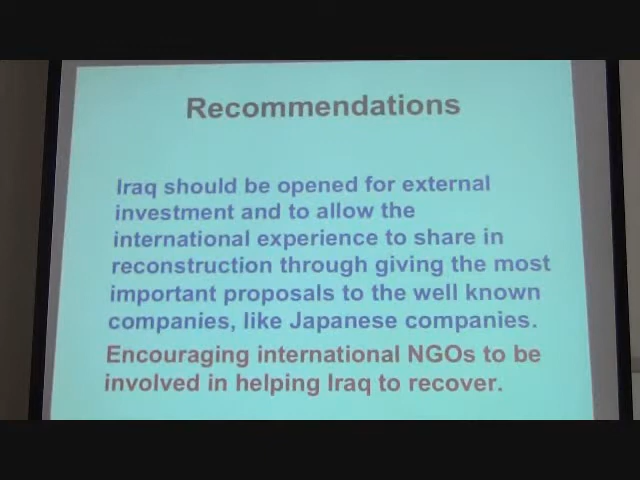 Recommendations
Iraq should be opened for external
investment and to allow the
international experience to share in
reconstruction through giving the most
important proposals to the well known
companies, like Japanese companies.
Encouraging international NGOs to be
involved in helping Iraq to recover.